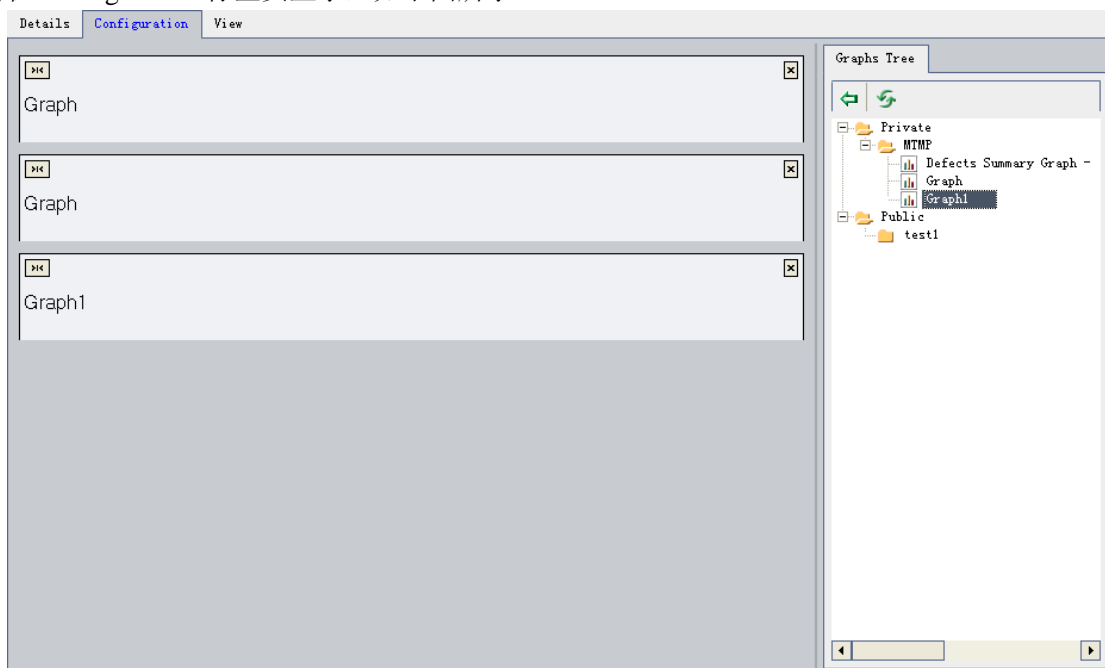 Details Configuration View
Graph
Graph
Graph1
Graphs Tree
Private
MTMP
Defects Summary Graph -
Graph
Graph1
Public
test1